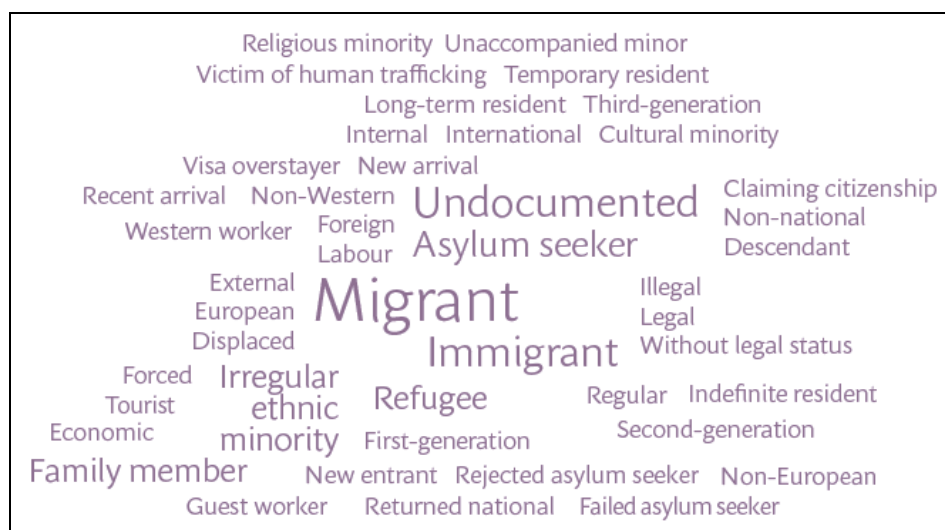 Religious minority Unaccompanied minor
Victim of human trafficking Temporary resident
Long-term resident Third-generation
Internal International Cultural minority
Visa overstayer New arrival
Recent arrival Non-Western Undocumented Claiming citizenship
Western worker Foreign Asylum seeker Non-national
Labour Descendant
External Migrant Illegal
European Legal
Displaced Immigrant Without legal status
Forced Irregular Refugee Regular Indefinite resident
Tourist ethnic
Economic minority First-generation Second-generation
Family member New entrant Rejected asylum seeker Non-European
Guest worker Returned national Failed asylum seeker